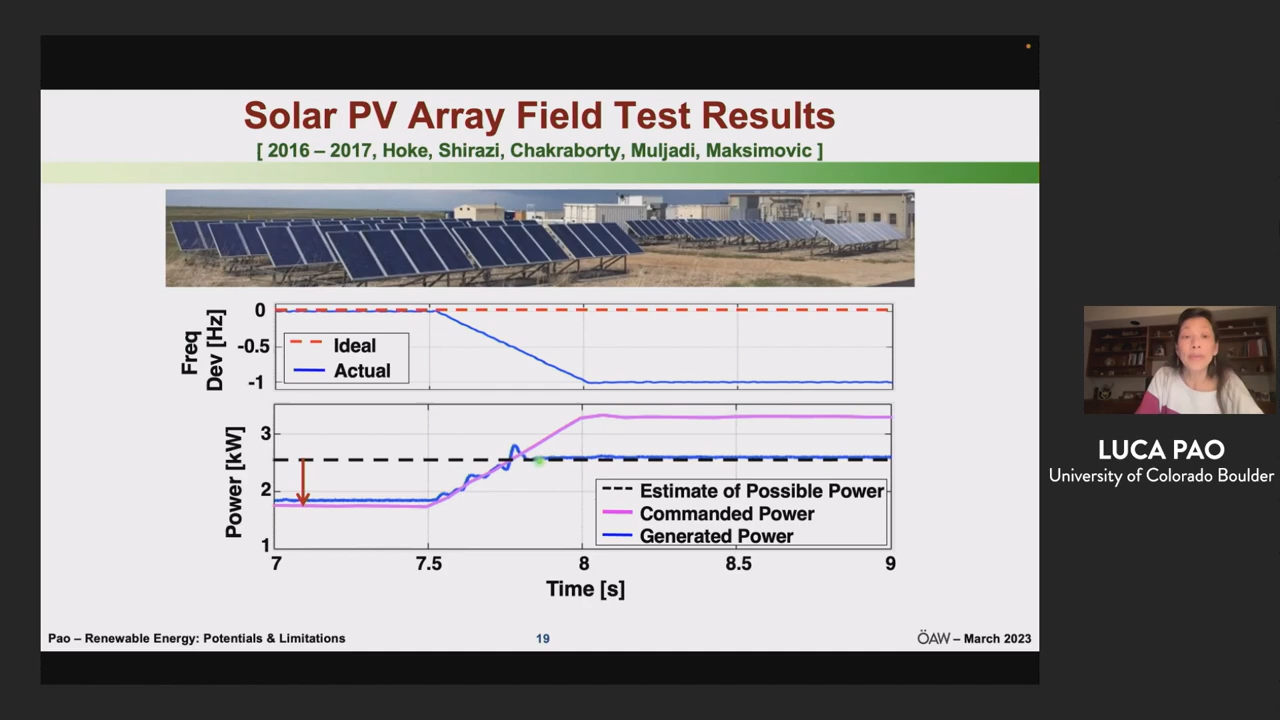 Solar PV Array Field Test Results
[ 2016 – 2017, Hoke, Shirazi, Chakraborty, Muljadi, Maksimovic ]
Freq
Dev [Hz]
0
-0.5
-1
Ideal
Actual
Power [kW]
3
2
1
Estimate of Possible Power
Commanded Power
Generated Power
7
7.5
8
8.5
9
Time [s]
Pao – Renewable Energy: Potentials & Limitations
19
ÖAW – March 2023
LUCA PAO
University of Colorado Boulder